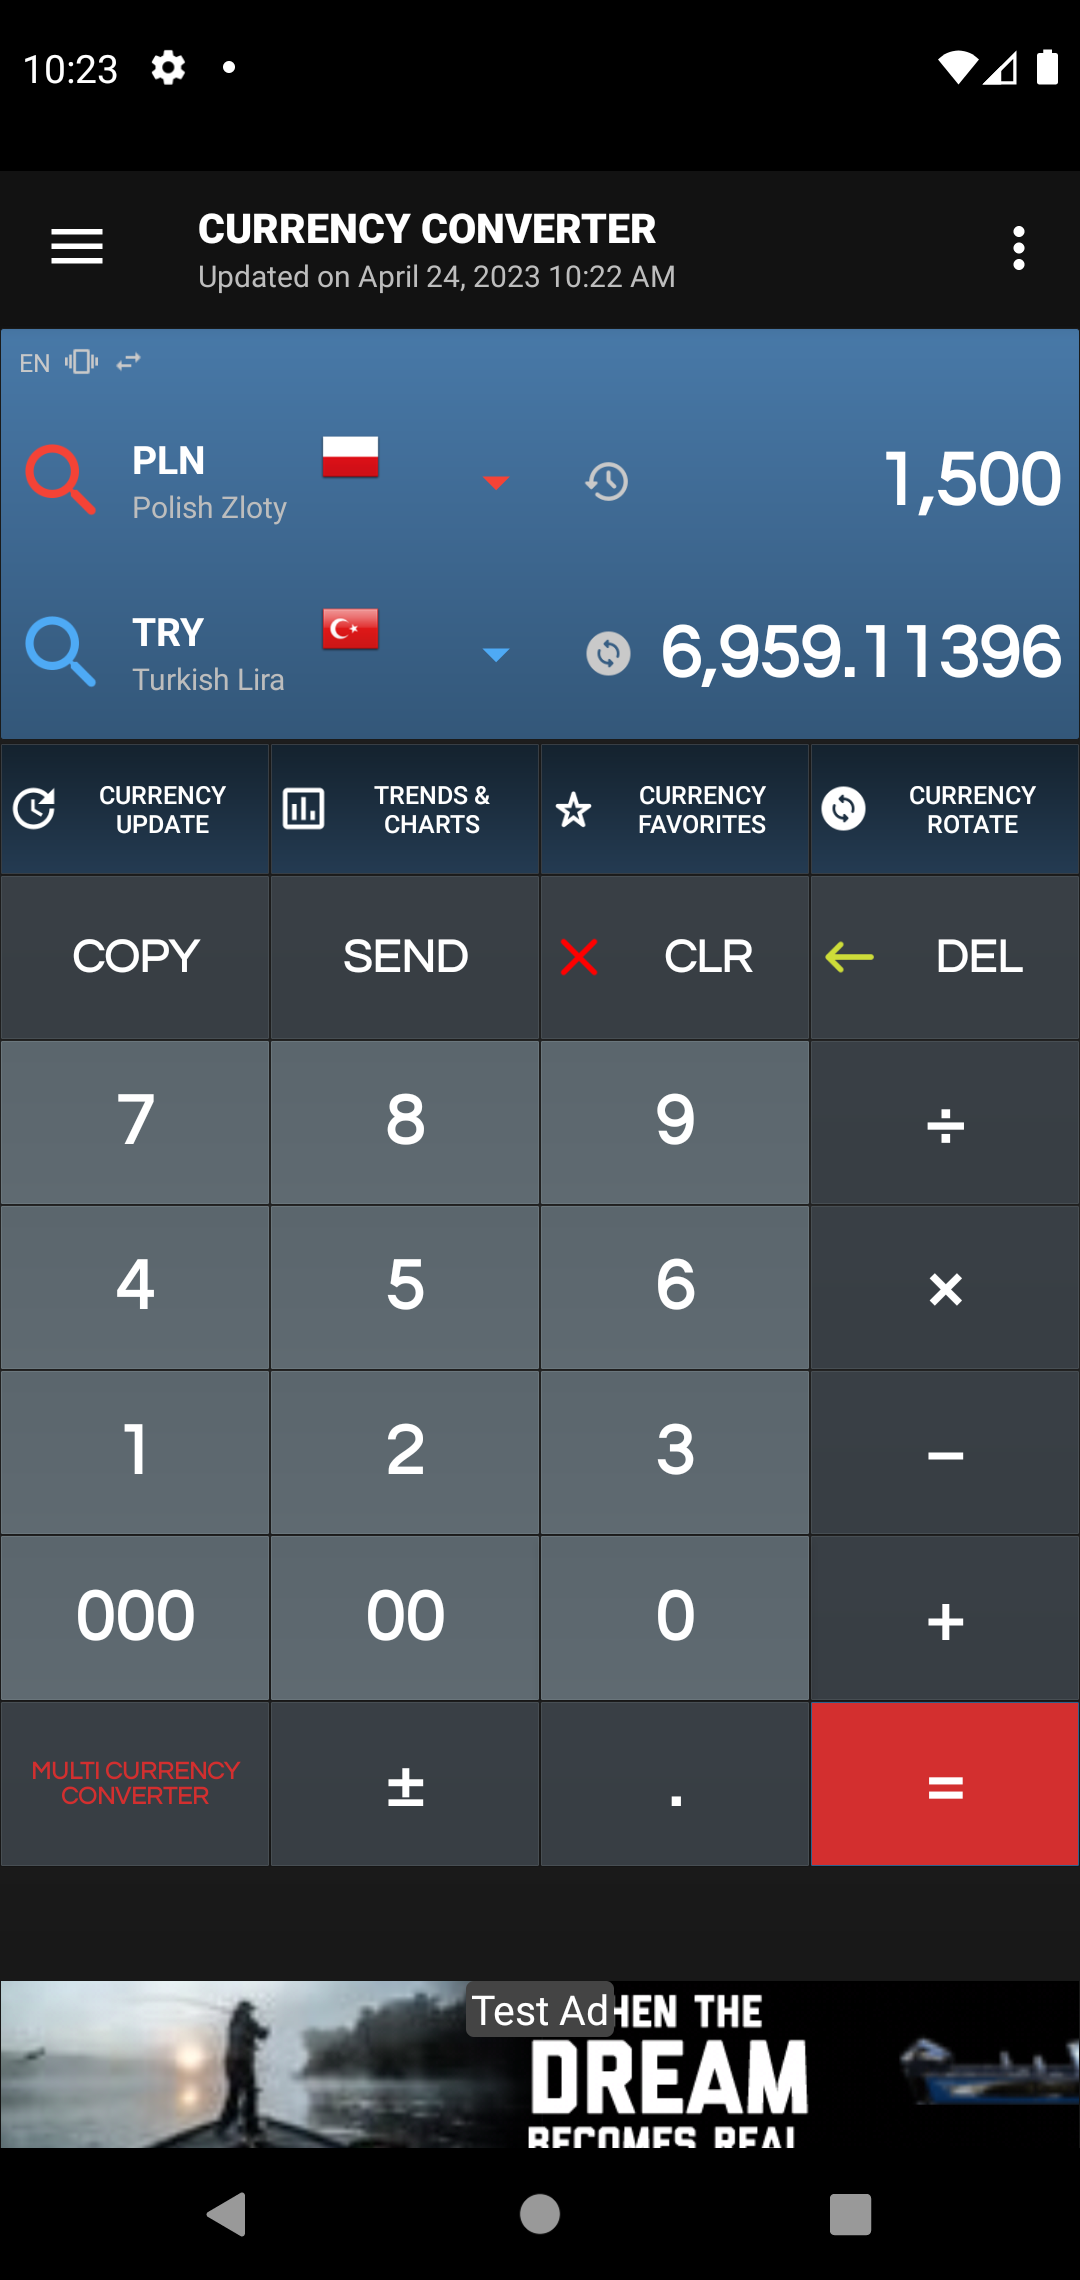 10:23
CURRENCY CONVERTER
Updated on April 24, 2023 10:22 AM
EN
PLN
Polish Zloty
1,500
TRY
Turkish Lira
6,959.11396
CURRENCY
UPDATE
TRENDS &
CHARTS
CURRENCY
FAVORITES
CURRENCY
ROTATE
COPY
SEND
CLR
DEL
7
8
9
÷
4
5
6
×
1
2
3
−
000
00
0
+
MULTI CURRENCY
CONVERTER
±
.
=
Test Ad
HEN THE
DREAM
BECOMES REAL